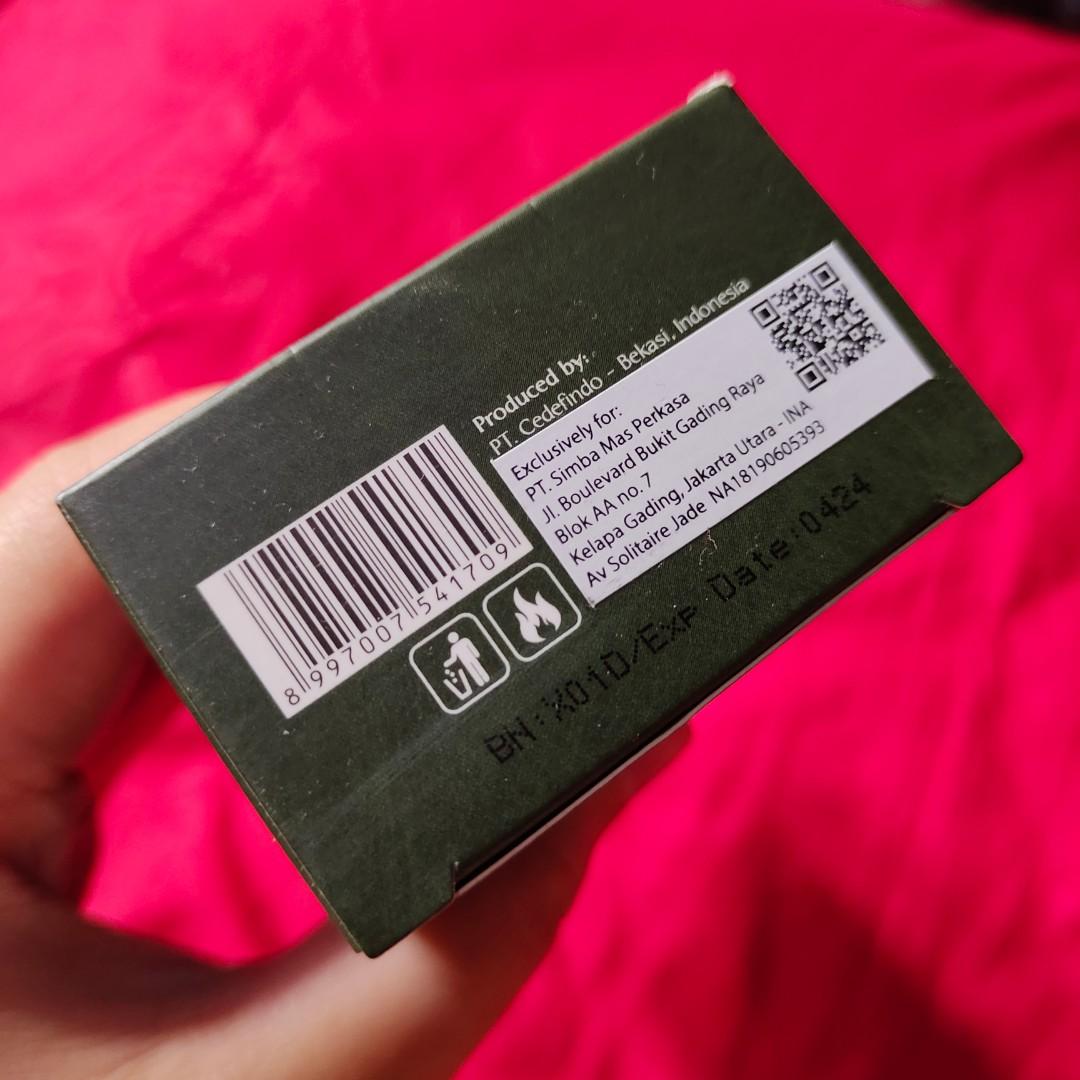 Produced by:
PT. Cedefindo - Bekasi, Indonesia
Exclusively for:
PT. Simba Mas Perkasa
Jl. Boulevard Bukit Gading Raya
Blok AA no. 7
Kelapa Gading, Jakarta Utara - INA
Av Solitaire Jade NA18190605393
8 997007 541709
BN:X01D/Exp Date:0424